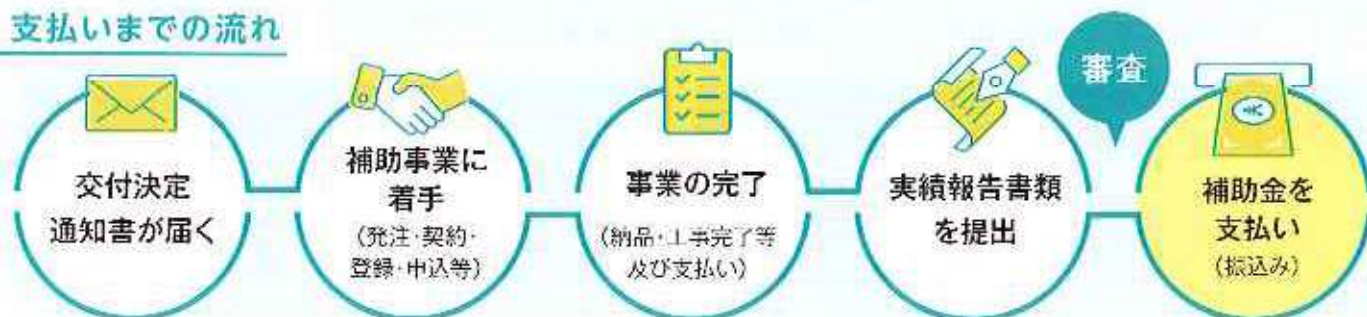 支払いまでの流れ
交付決定
通知書が届く
補助事業に
着手
(発注・契約・
登録・申込等)
事業の完了
(納品・工事完了等
及び支払い)
実績報告書類
を提出
審査
補助金を
支払い
(振込み)